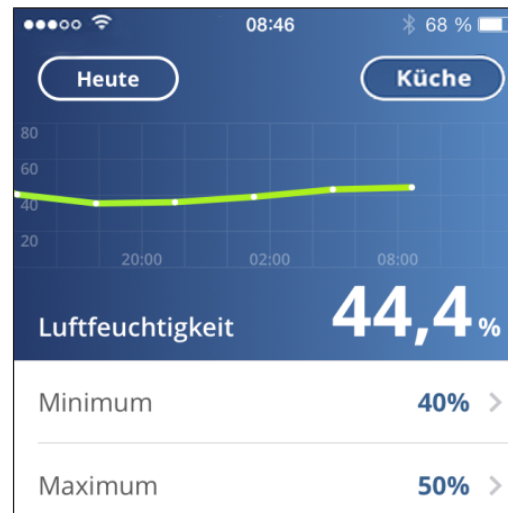 08:46 68 %
Heute Küche
80
60
40
20
20:00 02:00 08:00
Luftfeuchtigkeit 44,4 %
Minimum 40%
Maximum 50%